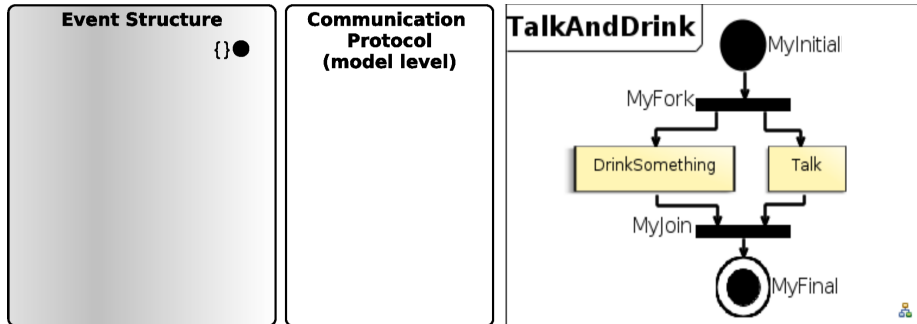 Event Structure
{}
Communication
Protocol
(model level)
TalkAndDrink
MyInitial
MyFork
DrinkSomething
Talk
MyJoin
MyFinal